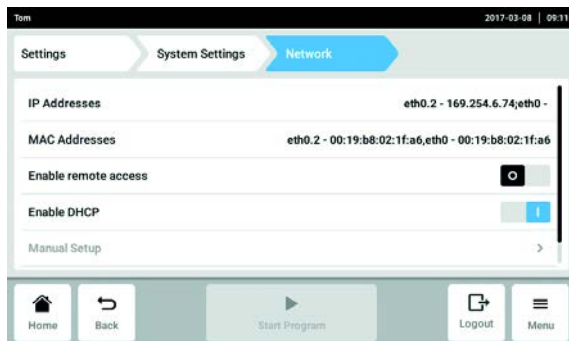 Tom 2017-03-08 | 09:11
Settings System Settings Network
IP Addresses eth0.2 - 169.254.6.74;eth0 -
MAC Addresses eth0.2 - 00:19:b8:02:1f:a6,eth0 - 00:19:b8:02:1f:a6
Enable remote access O
Enable DHCP I
Manual Setup >
Home Back Start Program Logout Menu